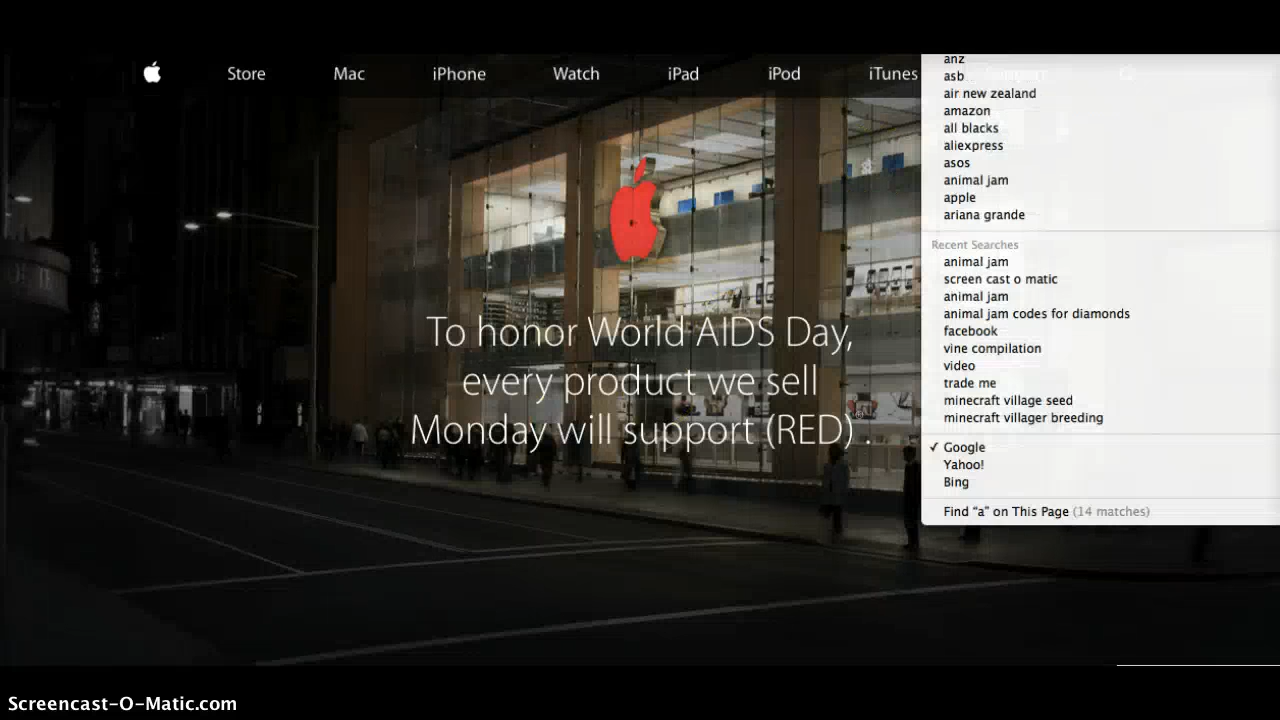 Store Mac iPhone Watch iPad iPod iTunes
anz
asb
air new zealand
amazon
all blacks
aliexpress
asos
animal jam
apple
ariana grande
Recent Searches
animal jam
screen cast o matic
animal jam
animal jam codes for diamonds
facebook
vine compilation
video
trade me
minecraft village seed
minecraft villager breeding
✓ Google
Yahoo!
Bing
Find “a” on This Page (14 matches)
To honor World AIDS Day,
every product we sell
Monday will support (RED) .
Screencast-O-Matic.com